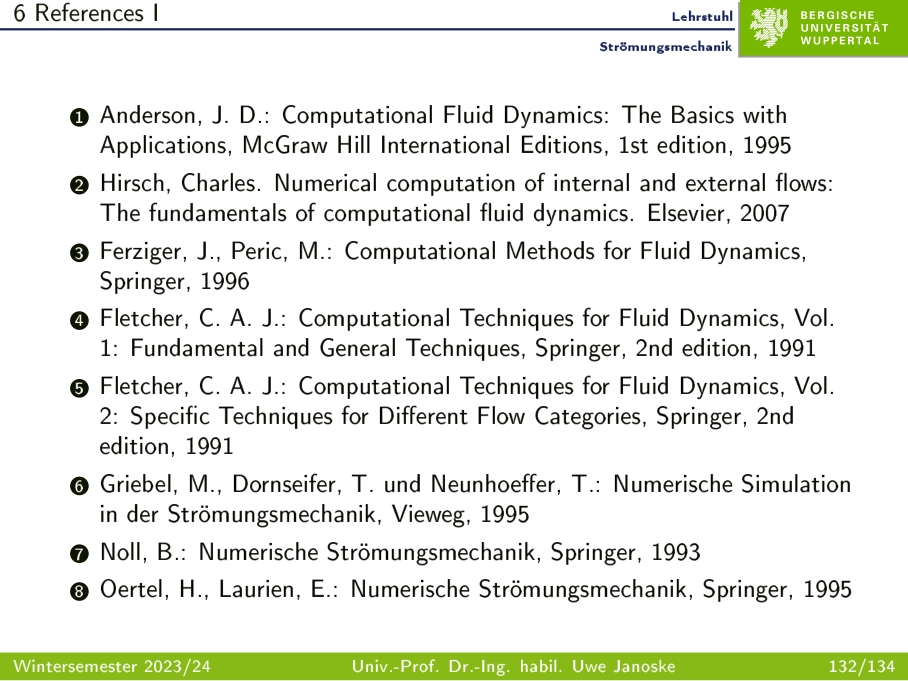 6 References I
Lehrstuhl
Strömungsmechanik
BERGISCHE
UNIVERSITÄT
WUPPERTAL
1 Anderson, J. D.: Computational Fluid Dynamics: The Basics with
Applications, McGraw Hill International Editions, 1st edition, 1995
2 Hirsch, Charles. Numerical computation of internal and external flows:
The fundamentals of computational fluid dynamics. Elsevier, 2007
3 Ferziger, J., Peric, M.: Computational Methods for Fluid Dynamics,
Springer, 1996
4 Fletcher, C. A. J.: Computational Techniques for Fluid Dynamics, Vol.
1: Fundamental and General Techniques, Springer, 2nd edition, 1991
5 Fletcher, C. A. J.: Computational Techniques for Fluid Dynamics, Vol.
2: Specific Techniques for Different Flow Categories, Springer, 2nd
edition, 1991
6 Griebel, M., Dornseifer, T. und Neunhoeffer, T.: Numerische Simulation
in der Strömungsmechanik, Vieweg, 1995
7 Noll, B.: Numerische Strömungsmechanik, Springer, 1993
8 Oertel, H., Laurien, E.: Numerische Strömungsmechanik, Springer, 1995
Wintersemester 2023/24
Univ.-Prof. Dr.-Ing. habil. Uwe Janoske
132/134